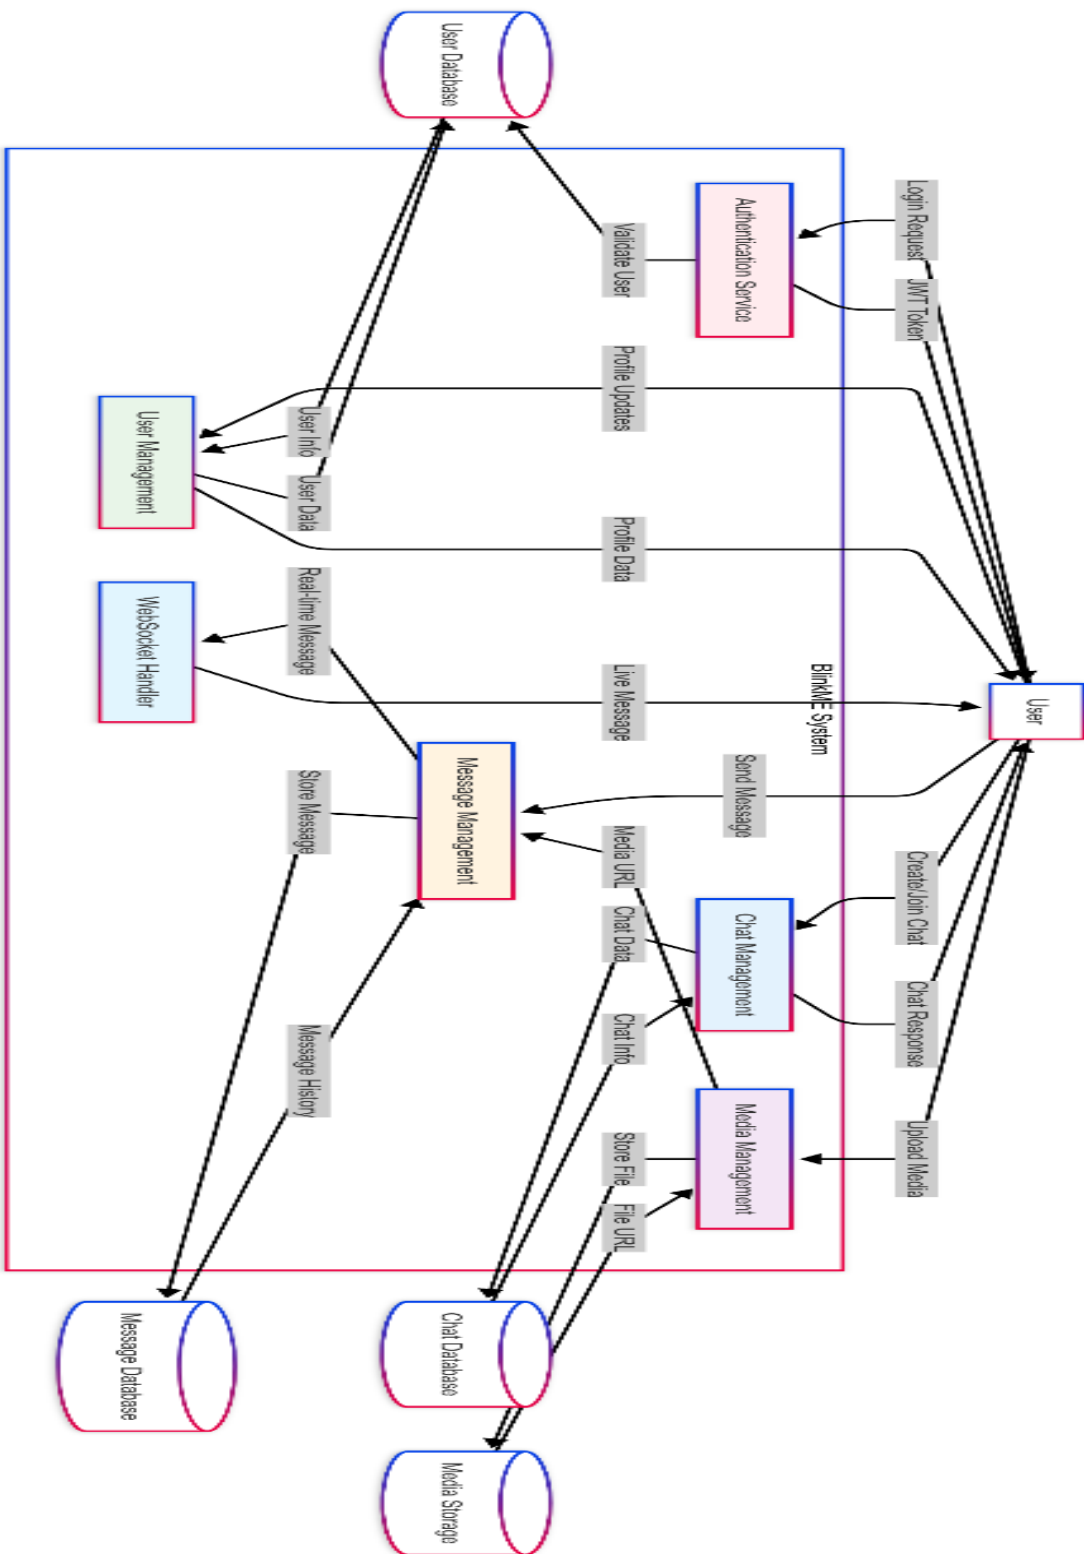 User
Login Request
JWT Token
Create/Join Chat
Chat Response
Upload Media
BlinkME System
Authentication Service
Send Message
Chat Management
Media Management
Validate User
Profile Updates
Profile Data
Live Message
Media URL
Chat Data
Chat Info
Store File
File URL
User Database
Message Management
Chat Database
Media Storage
User Info
User Data
Real-time Message
Store Message
Message History
User Management
WebSocket Handler
Message Database